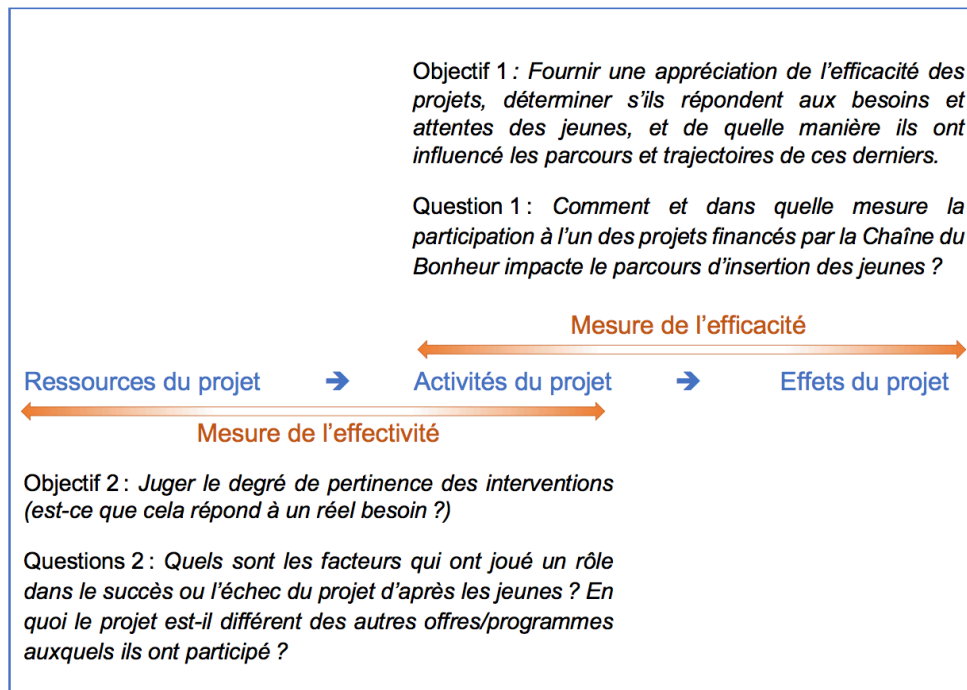 Objectif 1 : Fournir une appréciation de l’efficacité des
projets, déterminer s’ils répondent aux besoins et
attentes des jeunes, et de quelle manière ils ont
influencé les parcours et trajectoires de ces derniers.
Question 1 : Comment et dans quelle mesure la
participation à l’un des projets financés par la Chaîne du
Bonheur impacte le parcours d’insertion des jeunes ?
Mesure de l’efficacité
Ressources du projet ➔ Activités du projet ➔ Effets du projet
Mesure de l’effectivité
Objectif 2 : Juger le degré de pertinence des interventions
(est-ce que cela répond à un réel besoin ?)
Questions 2 : Quels sont les facteurs qui ont joué un rôle
dans le succès ou l’échec du projet d’après les jeunes ? En
quoi le projet est-il différent des autres offres/programmes
auxquels ils ont participé ?